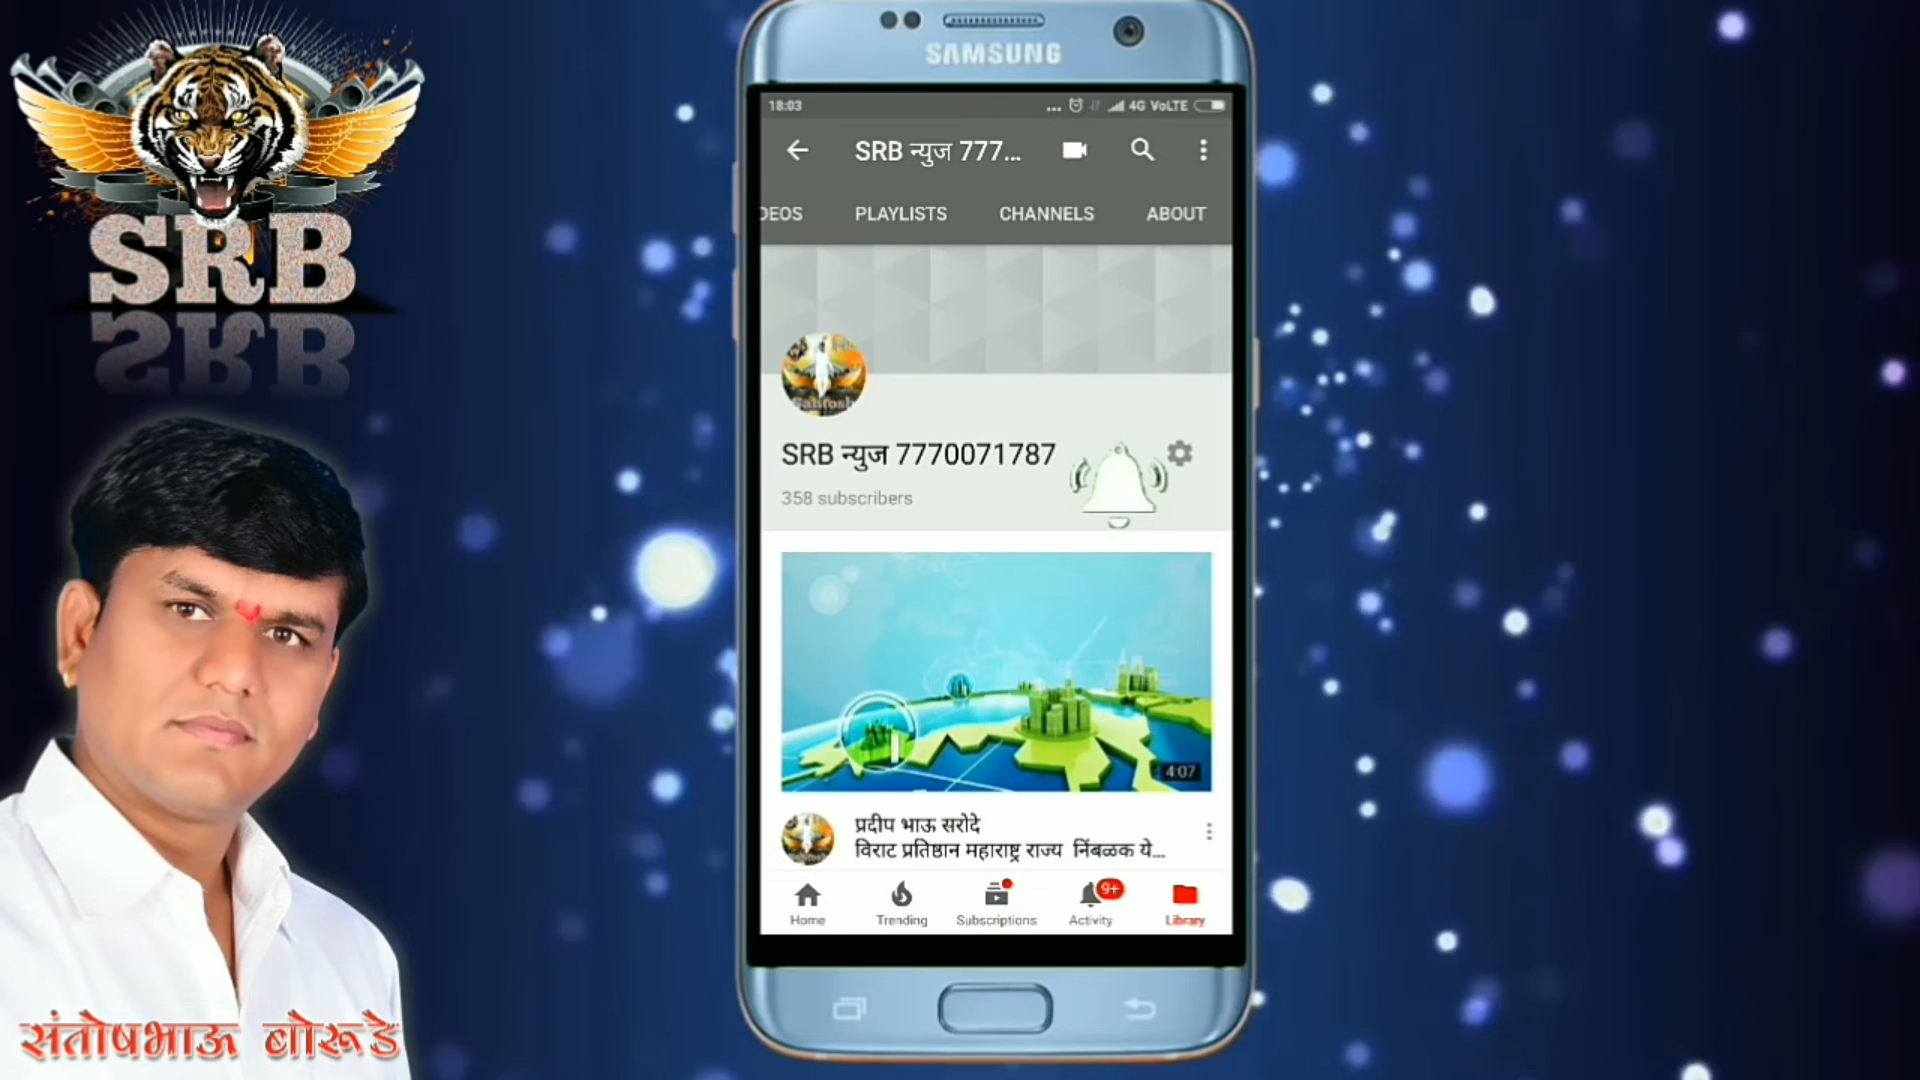 SRB
संतोषभाऊ बोरूडे
SAMSUNG
18:03
4G VoLTE
SRB न्युज 777...
DEOS PLAYLISTS CHANNELS ABOUT
Santosh
SRB न्युज 7770071787
358 subscribers
4:07
प्रदीप भाऊ सरोदे
विराट प्रतिष्ठान महाराष्ट्र राज्य निंबळक ये...
9+
Home Trending Subscriptions Activity Library